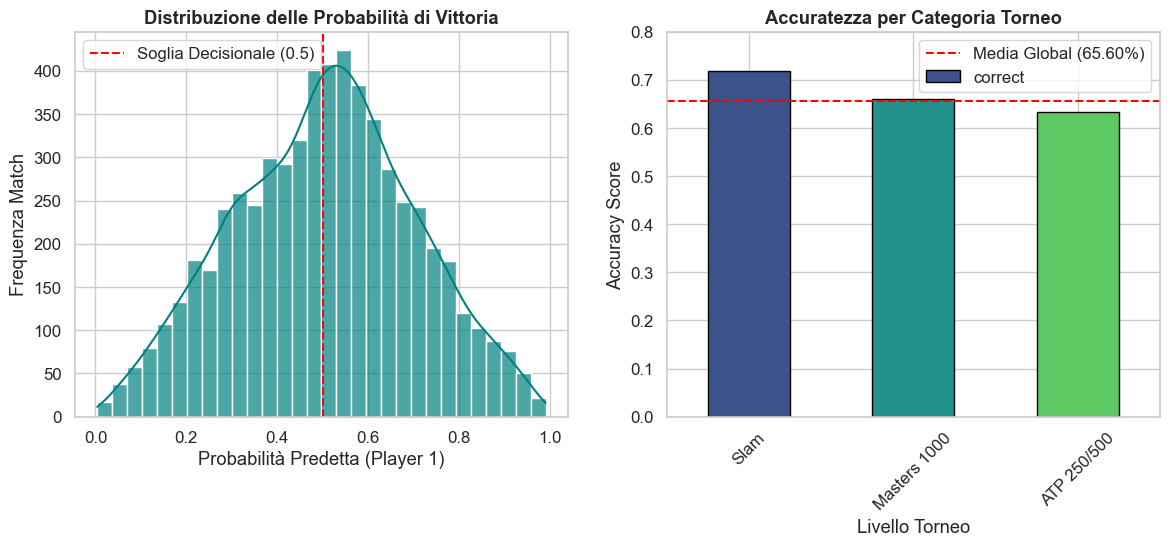 Distribuzione delle Probabilità di Vittoria
Soglia Decisionale (0.5)
400
350
300
250
200
150
100
50
0
Frequenza Match
0.0 0.2 0.4 0.6 0.8 1.0
Probabilità Predetta (Player 1)
Accuratezza per Categoria Torneo
Media Global (65.60%)
correct
0.8
0.7
0.6
0.5
0.4
0.3
0.2
0.1
0.0
Accuracy Score
Slam
Masters 1000
ATP 250/500
Livello Torneo